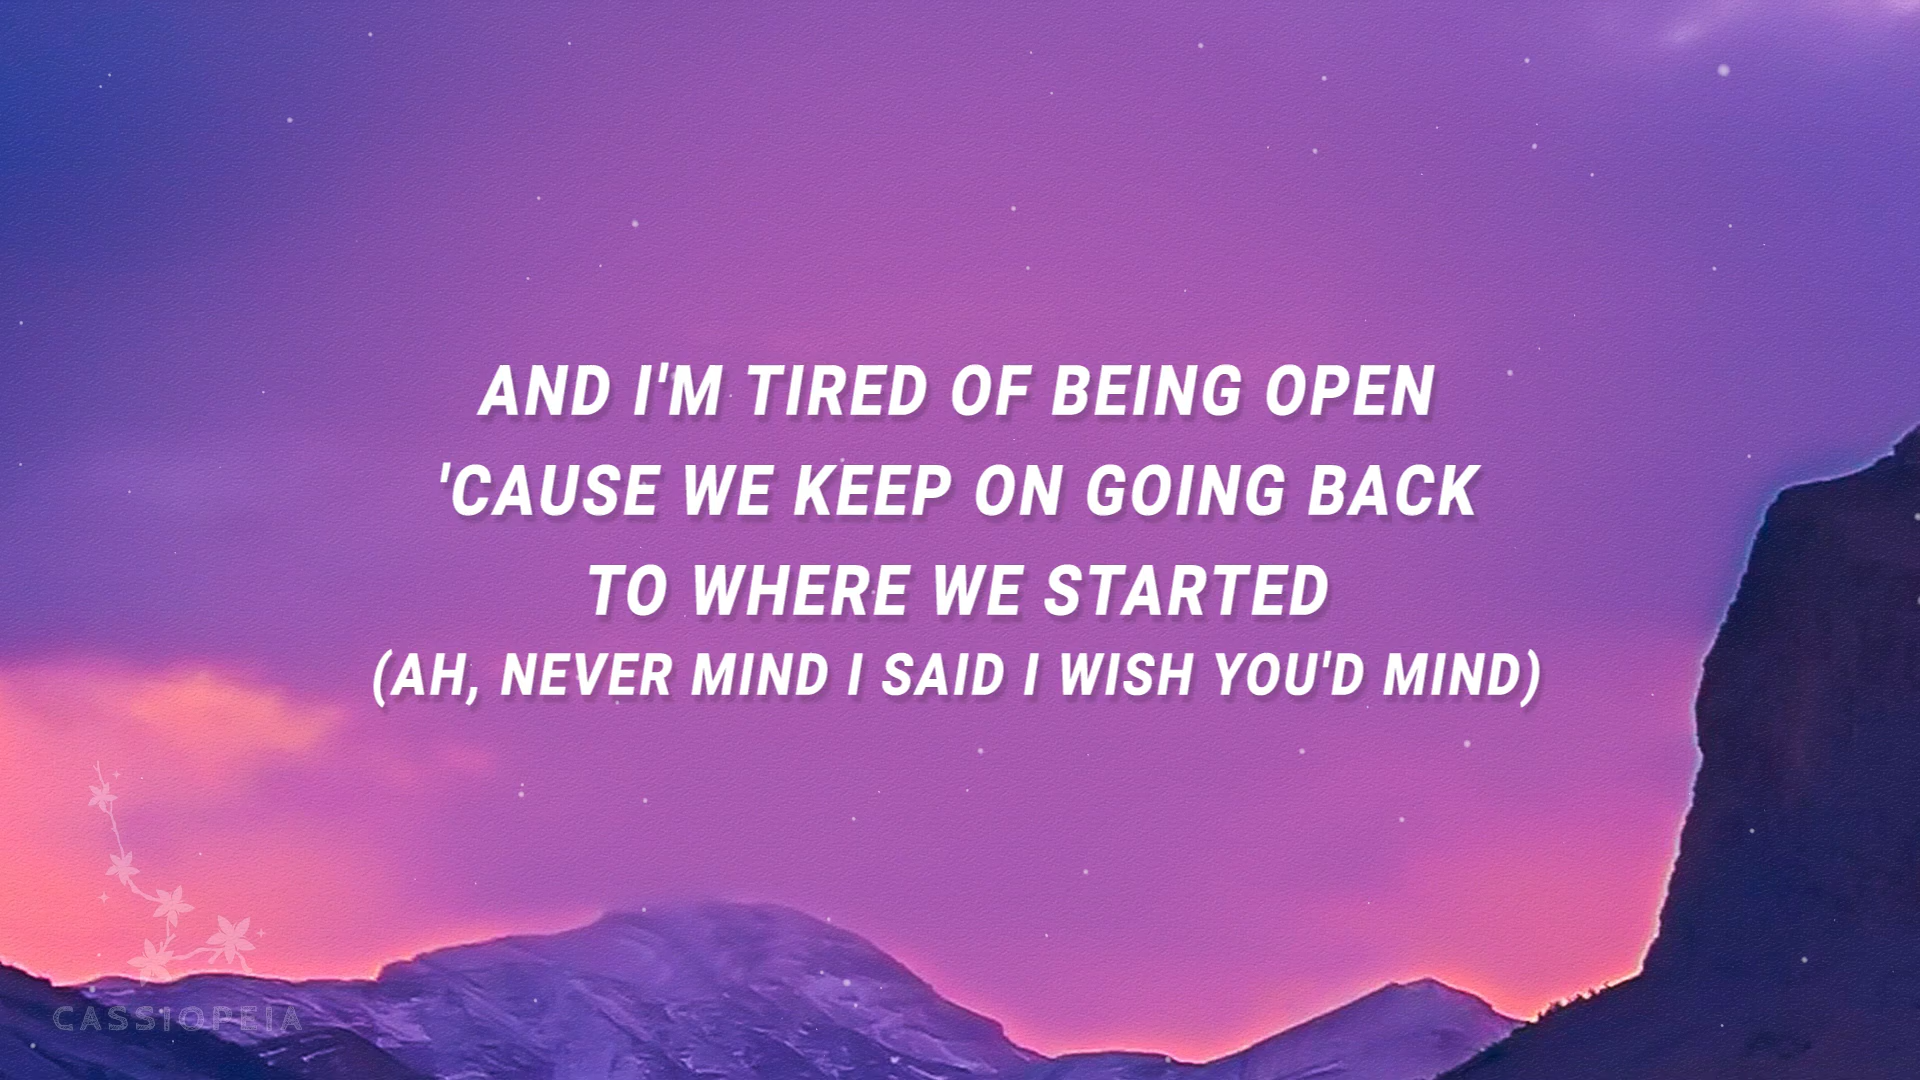 AND I'M TIRED OF BEING OPEN
'CAUSE WE KEEP ON GOING BACK
TO WHERE WE STARTED
(AH, NEVER MIND I SAID I WISH YOU'D MIND)
CASSIOPEIA